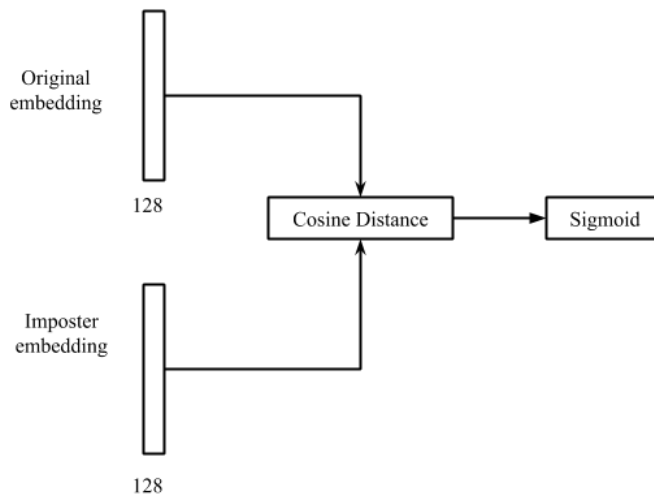 Original
embedding
128
Cosine Distance
Sigmoid
Imposter
embedding
128